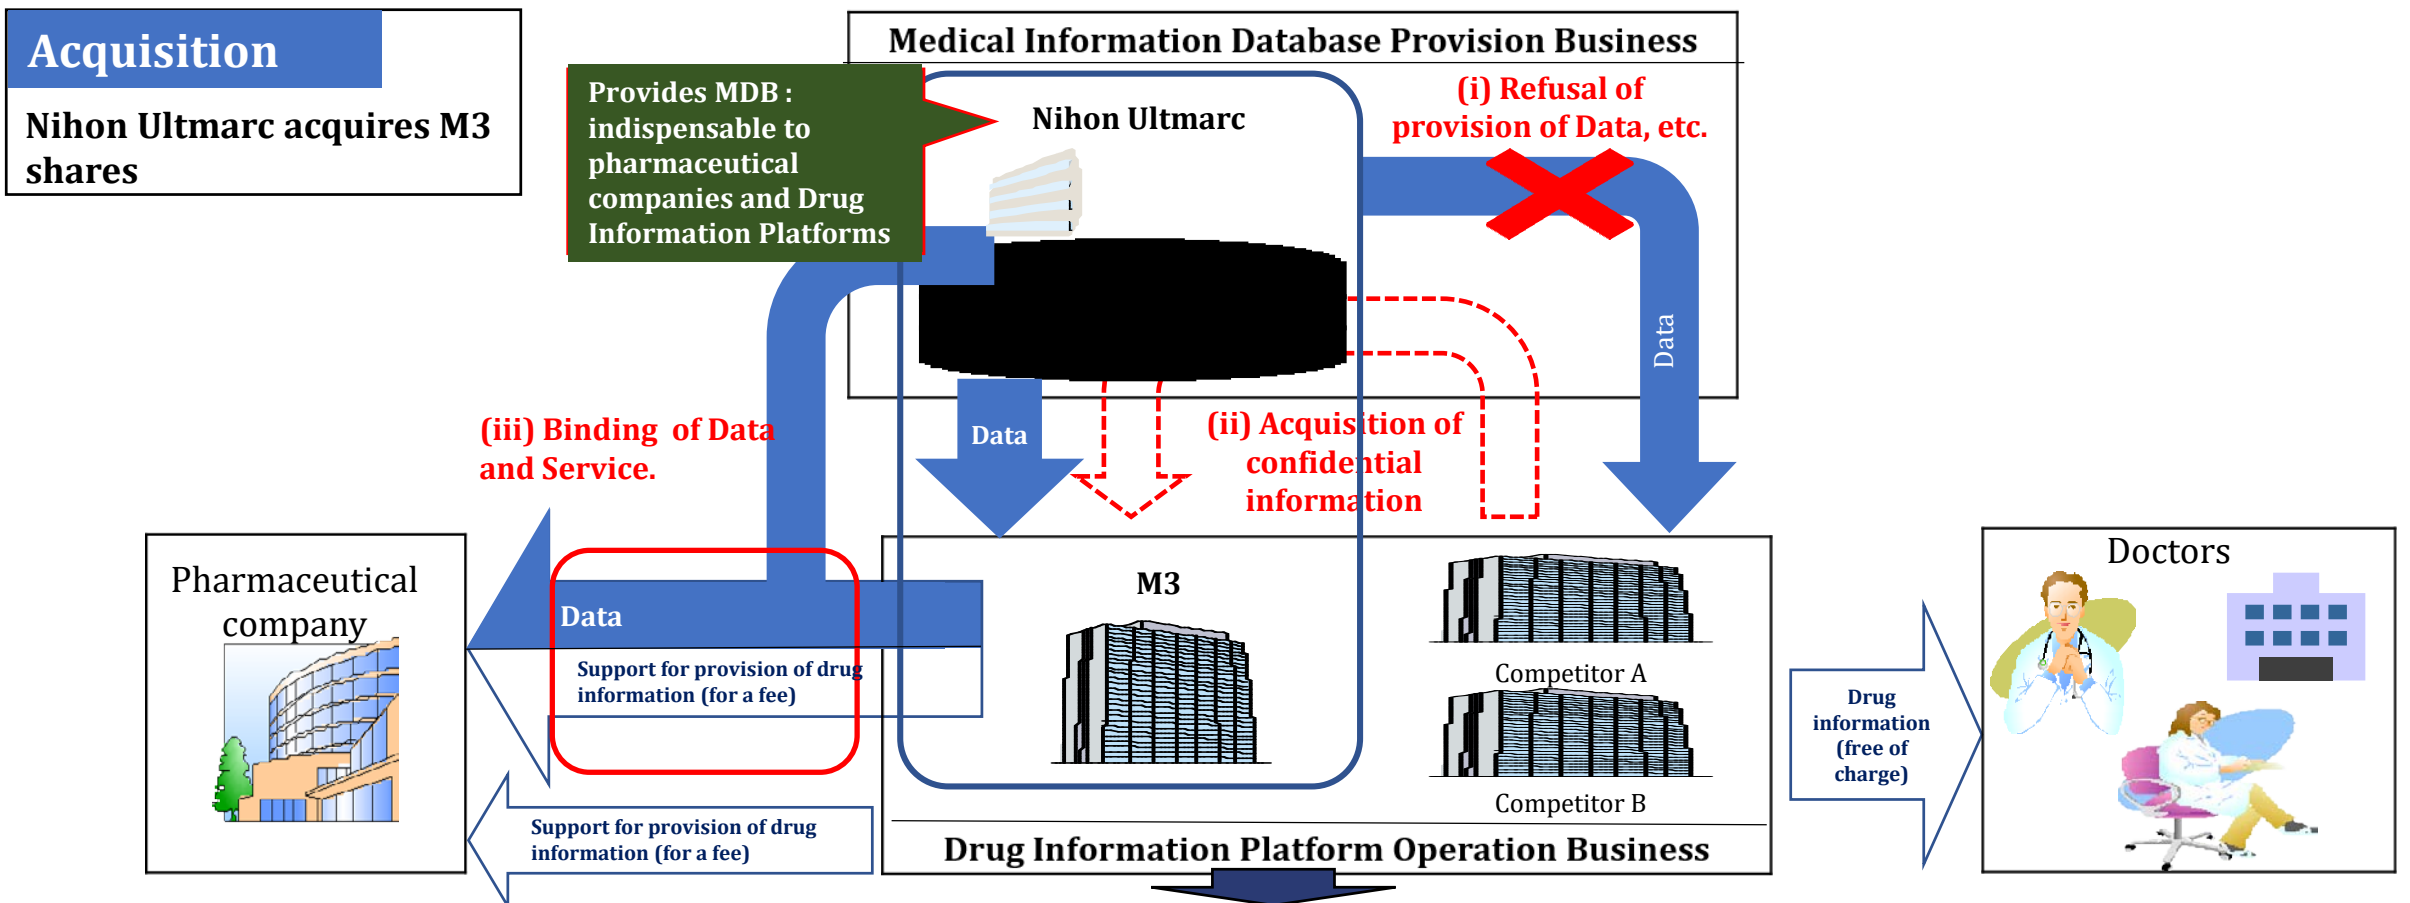 Acquisition
Nihon Ultmarc acquires M3
shares
Medical Information Database Provision Business
Provides MDB :
indispensable to
pharmaceutical
companies and Drug
Information Platforms
Nihon Ultmarc
(i) Refusal of
provision of Data, etc.
Data
(iii) Binding of Data
and Service.
Data
(ii) Acquisition of
confidential
information
Pharmaceutical
company
Data
Support for provision of drug
information (for a fee)
Support for provision of drug
information (for a fee)
M3
Competitor A
Competitor B
Drug Information Platform Operation Business
Drug
information
(free of
charge)
Doctors